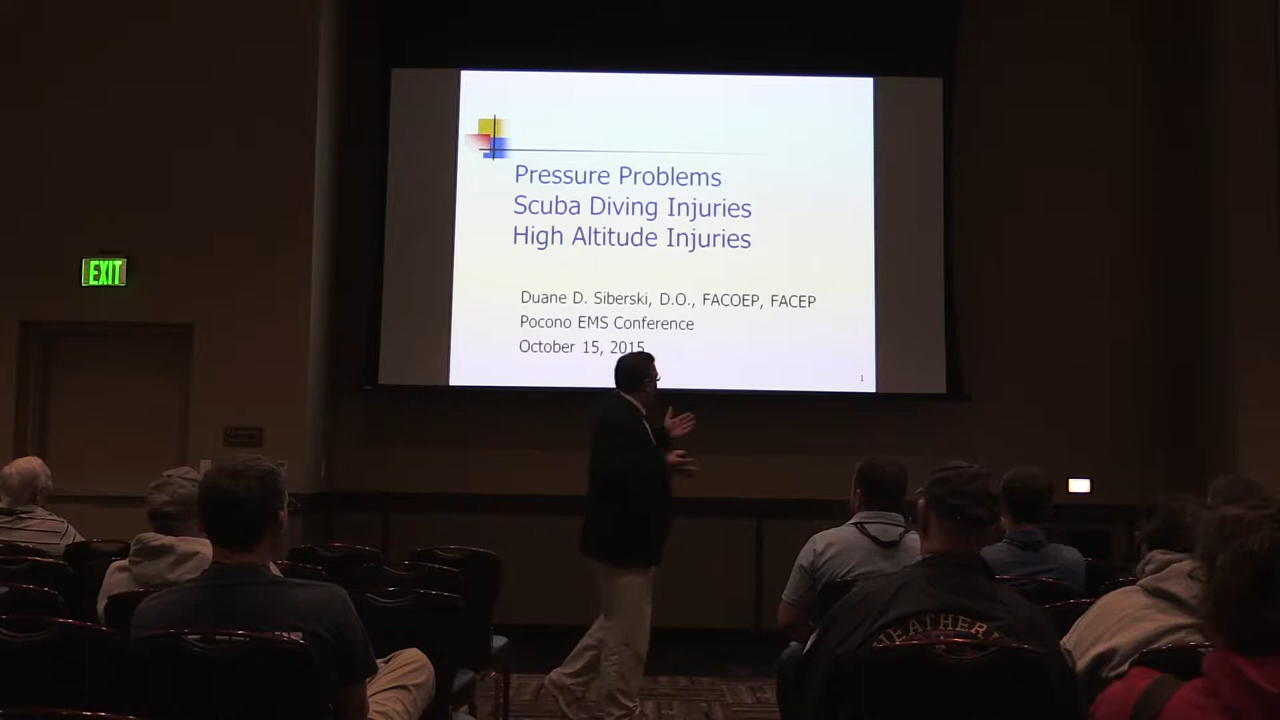 Pressure Problems
Scuba Diving Injuries
High Altitude Injuries
Duane D. Siberski, D.O., FACOEP, FACEP
Pocono EMS Conference
October 15, 2015
1
EXIT